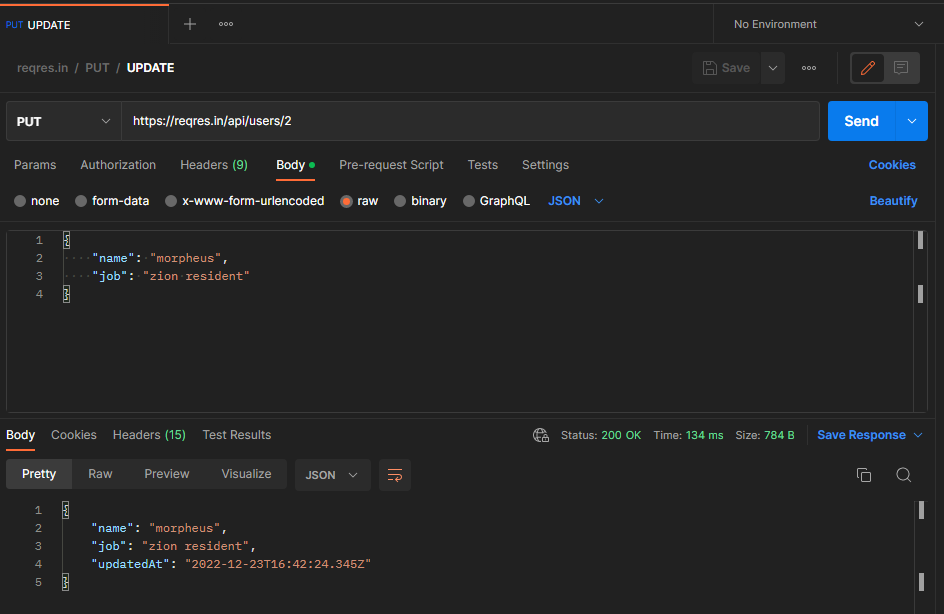 PUT UPDATE No Environment
reqres.in / PUT / UPDATE Save
PUT https://reqres.in/api/users/2 Send
Params Authorization Headers (9) Body Pre-request Script Tests Settings Cookies
none form-data x-www-form-urlencoded raw binary GraphQL JSON Beautify
1 {
2 "name": "morpheus",
3 "job": "zion resident"
4 }
Body Cookies Headers (15) Test Results Status: 200 OK Time: 134 ms Size: 784 B Save Response
Pretty Raw Preview Visualize JSON
1 {
2 "name": "morpheus",
3 "job": "zion resident",
4 "updatedAt": "2022-12-23T16:42:24.345Z"
5 }